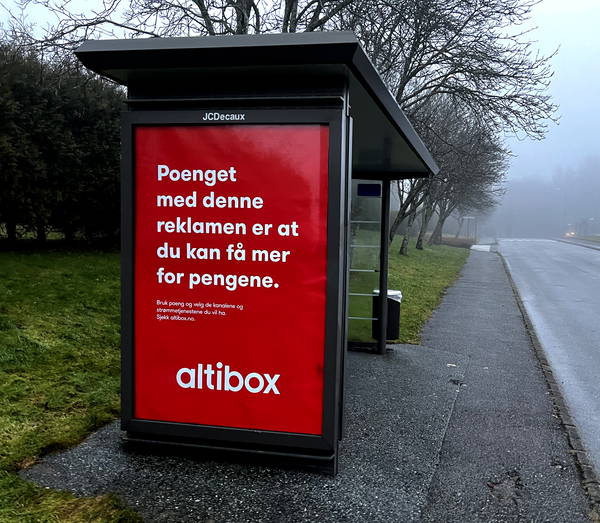 JCDecaux
Poenget
med denne
reklamen er at
du kan få mer
for pengene.
Bruk poeng og velg de kanalene og
strømmetjenestene du vil ha.
Sjekk altibox.no.
altibox